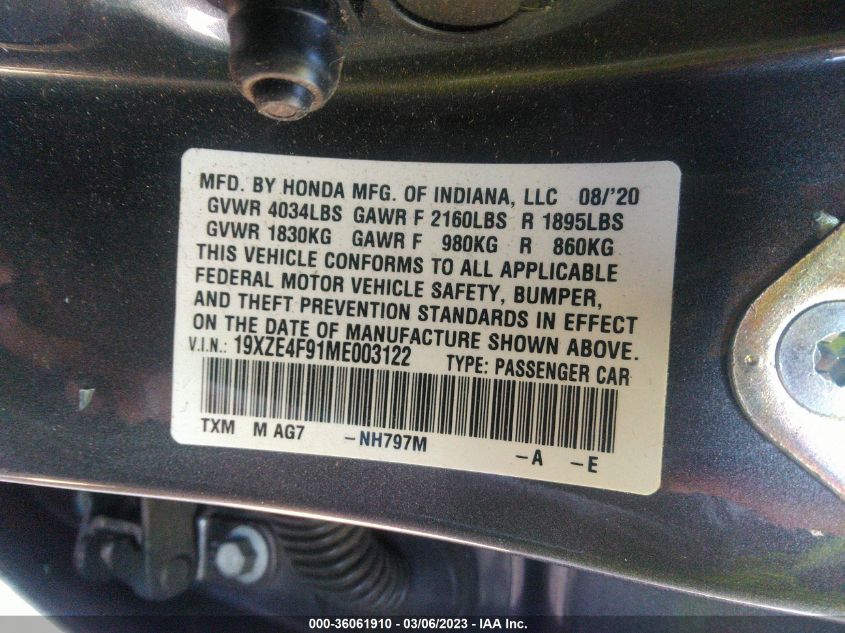 MFD. BY HONDA MFG. OF INDIANA, LLC 08/'20
GVWR 4034LBS GAWR F 2160LBS R 1895LBS
GVWR 1830KG GAWR F 980KG R 860KG
THIS VEHICLE CONFORMS TO ALL APPLICABLE
FEDERAL MOTOR VEHICLE SAFETY, BUMPER,
AND THEFT PREVENTION STANDARDS IN EFFECT
ON THE DATE OF MANUFACTURE SHOWN ABOVE.
V.I.N.: 19XZE4F91ME003122 TYPE: PASSENGER CAR
TXM M AG7 -NH797M -A -E
000-36061910 - 03/06/2023 - IAA Inc.